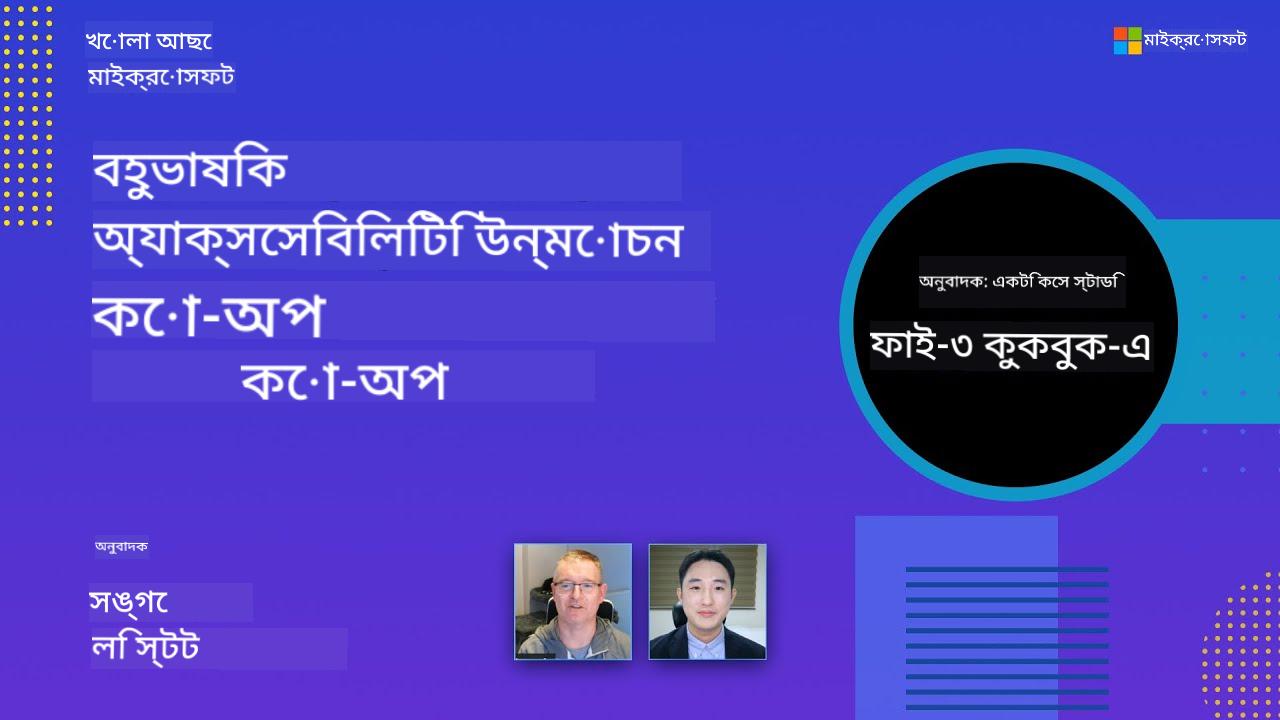 খোলা আছে
মাইক্রোসফট
মাইক্রোসফট
বহুভাষিক
অ্যাক্সেসিবিলিটি উন্মোচন
কো-অপ
কো-অপ
অনুবাদক: একটি কেস স্টাডি
ফাই-৩ কুকবুক-এ
অনুবাদক
সঙ্গে
লি স্টট